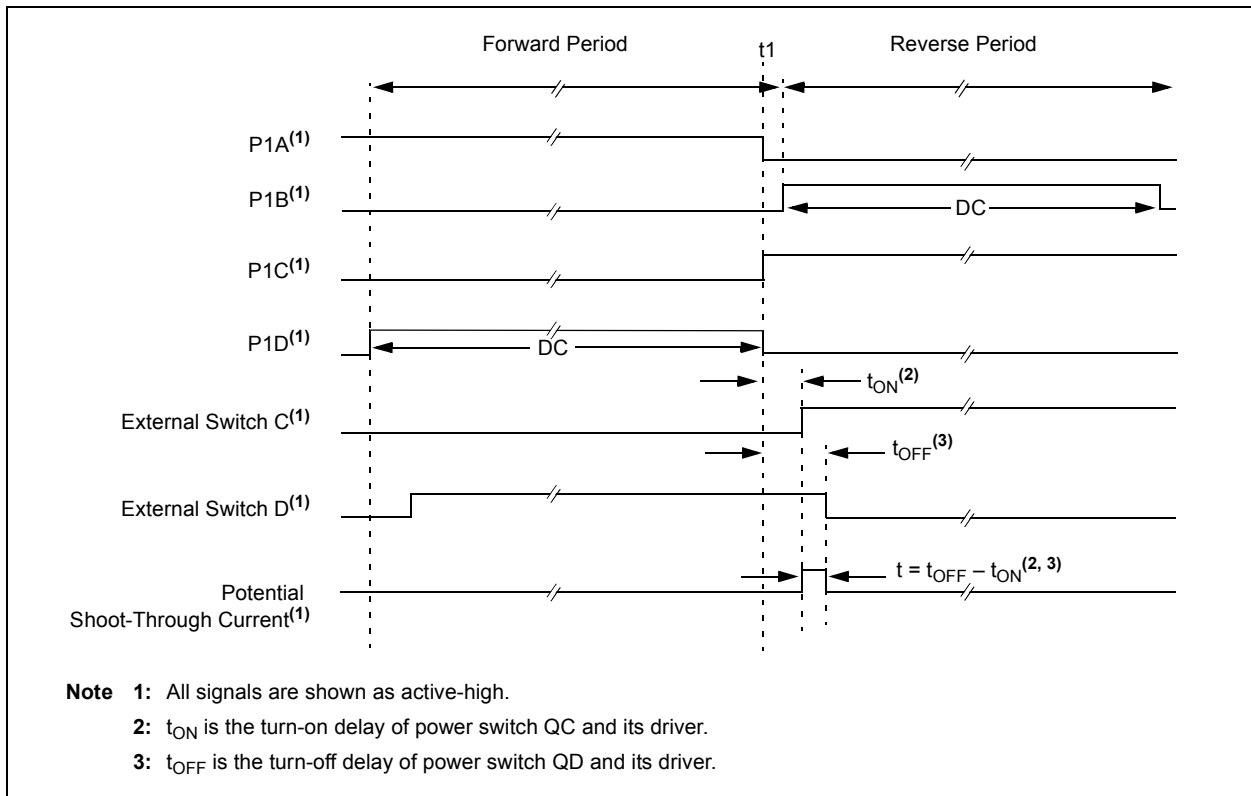 Forward Period
t1
Reverse Period
P1A(1)
P1B(1)
DC
P1C(1)
P1D(1)
DC
tON(2)
External Switch C(1)
tOFF(3)
External Switch D(1)
t = tOFF – tON(2, 3)
Potential
Shoot-Through Current(1)
Note 1: All signals are shown as active-high.
2: tON is the turn-on delay of power switch QC and its driver.
3: tOFF is the turn-off delay of power switch QD and its driver.